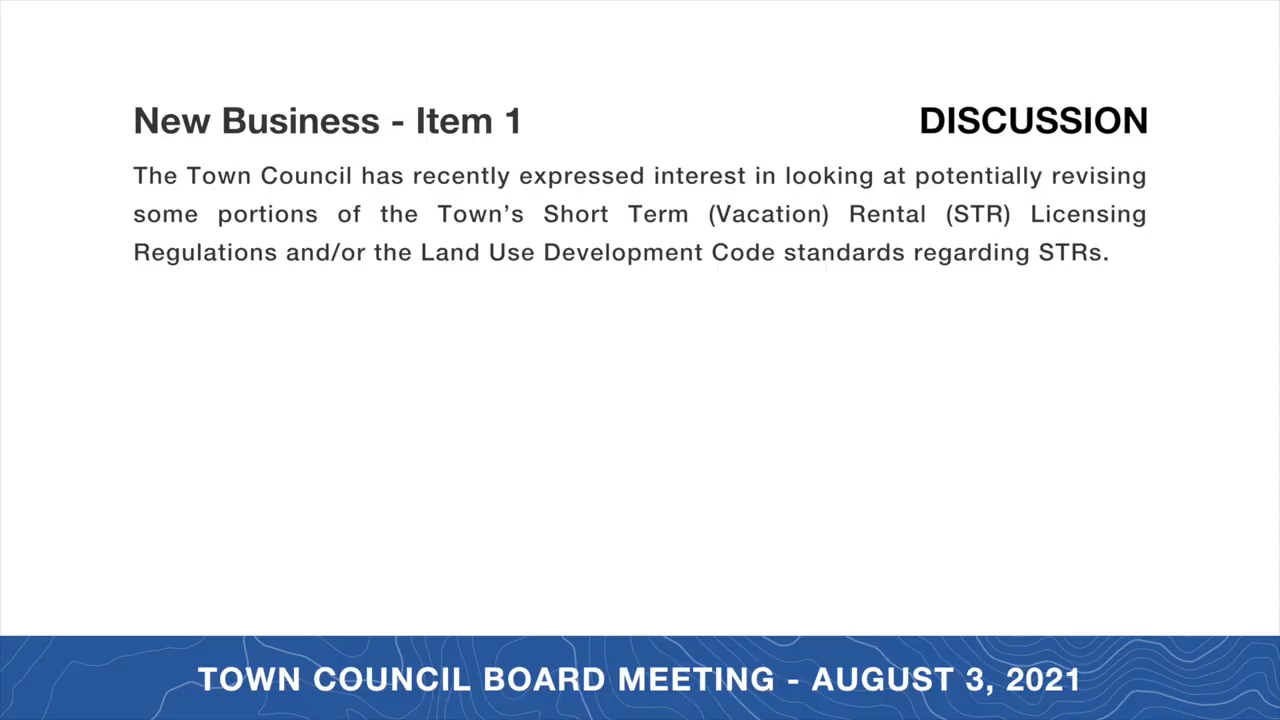 New Business - Item 1 DISCUSSION
The Town Council has recently expressed interest in looking at potentially revising
some portions of the Town’s Short Term (Vacation) Rental (STR) Licensing
Regulations and/or the Land Use Development Code standards regarding STRs.
TOWN COUNCIL BOARD MEETING - AUGUST 3, 2021